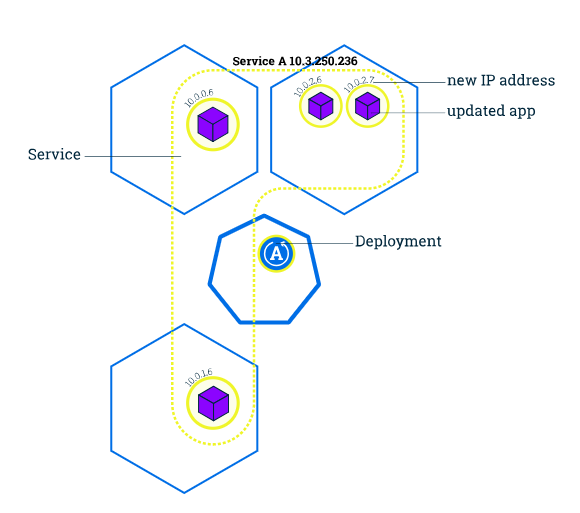 Service A 10.3.250.236
10.0.0.6
10.0.2.6
10.0.2.7
new IP address
updated app
Service
A
Deployment
10.0.1.6